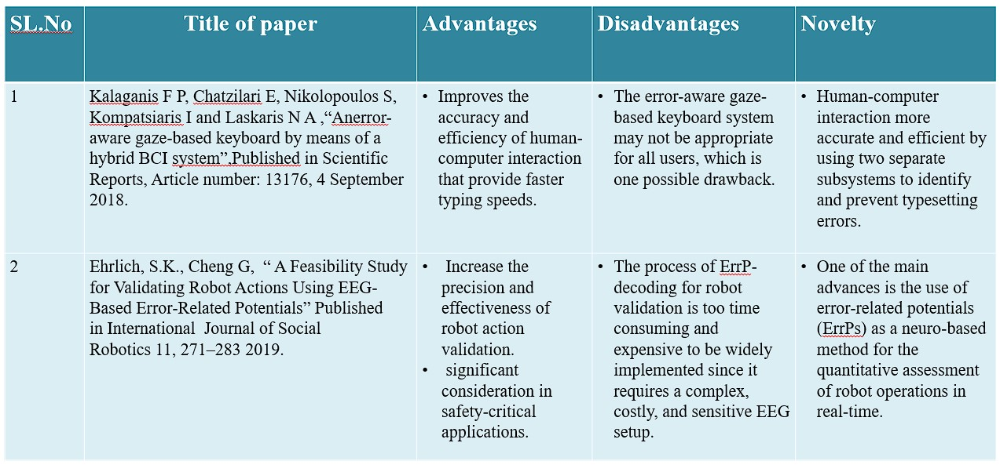 SL.No Title of paper Advantages Disadvantages Novelty
1
Kalaganis F P, Chatzilari E, Nikolopoulos S,
Kompatsiaris I and Laskaris N A ,“Anerror-
aware gaze-based keyboard by means of a
hybrid BCI system”,Published in Scientific
Reports, Article number: 13176, 4 September
2018.
• Improves the
accuracy and
efficiency of human-
computer interaction
that provide faster
typing speeds.
• The error-aware gaze-
based keyboard system
may not be appropriate
for all users, which is
one possible drawback.
• Human-computer
interaction more
accurate and efficient by
using two separate
subsystems to identify
and prevent typesetting
errors.
2
Ehrlich, S.K., Cheng G, “ A Feasibility Study
for Validating Robot Actions Using EEG-
Based Error-Related Potentials” Published
in International Journal of Social
Robotics 11, 271–283 2019.
• Increase the
precision and
effectiveness of
robot action
validation.
• significant
consideration in
safety-critical
applications.
• The process of ErrP-
decoding for robot
validation is too time
consuming and
expensive to be widely
implemented since it
requires a complex,
costly, and sensitive EEG
setup.
• One of the main
advances is the use of
error-related potentials
(ErrPs) as a neuro-based
method for the
quantitative assessment
of robot operations in
real-time.